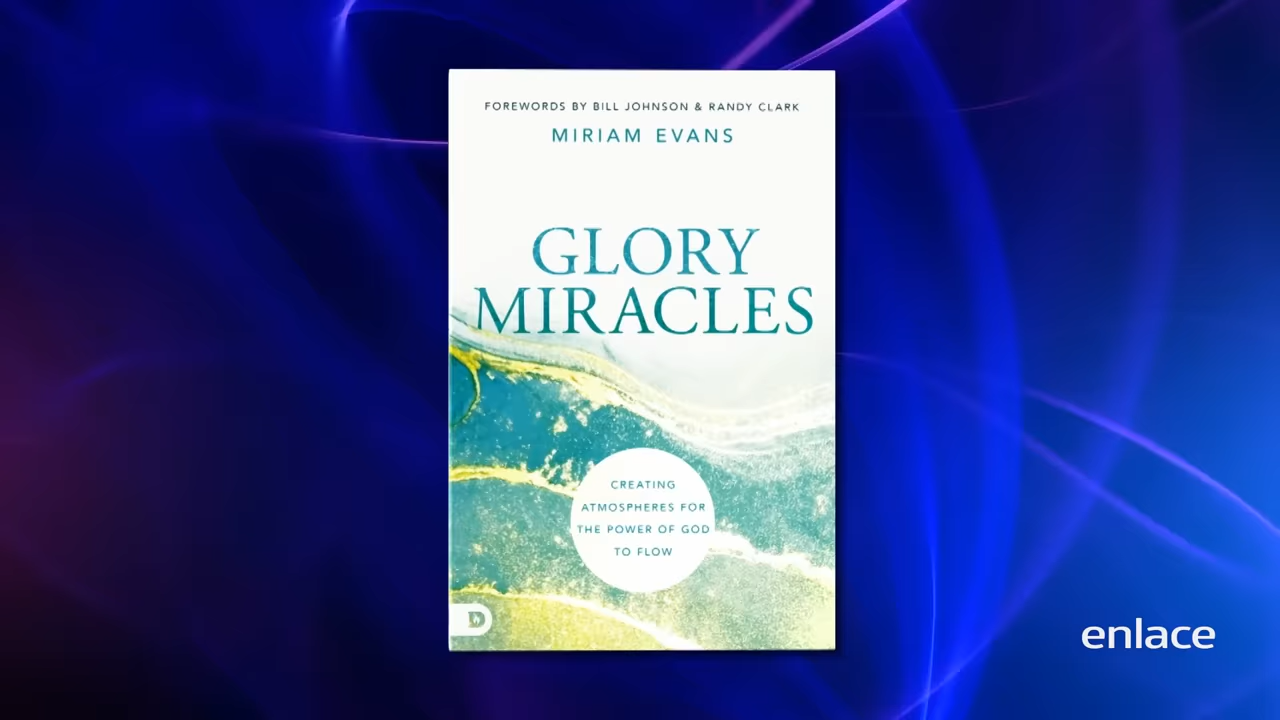 FOREWORDS BY BILL JOHNSON & RANDY CLARK
MIRIAM EVANS
GLORY
MIRACLES
CREATING
ATMOSPHERES FOR
THE POWER OF GOD
TO FLOW
D
enlace